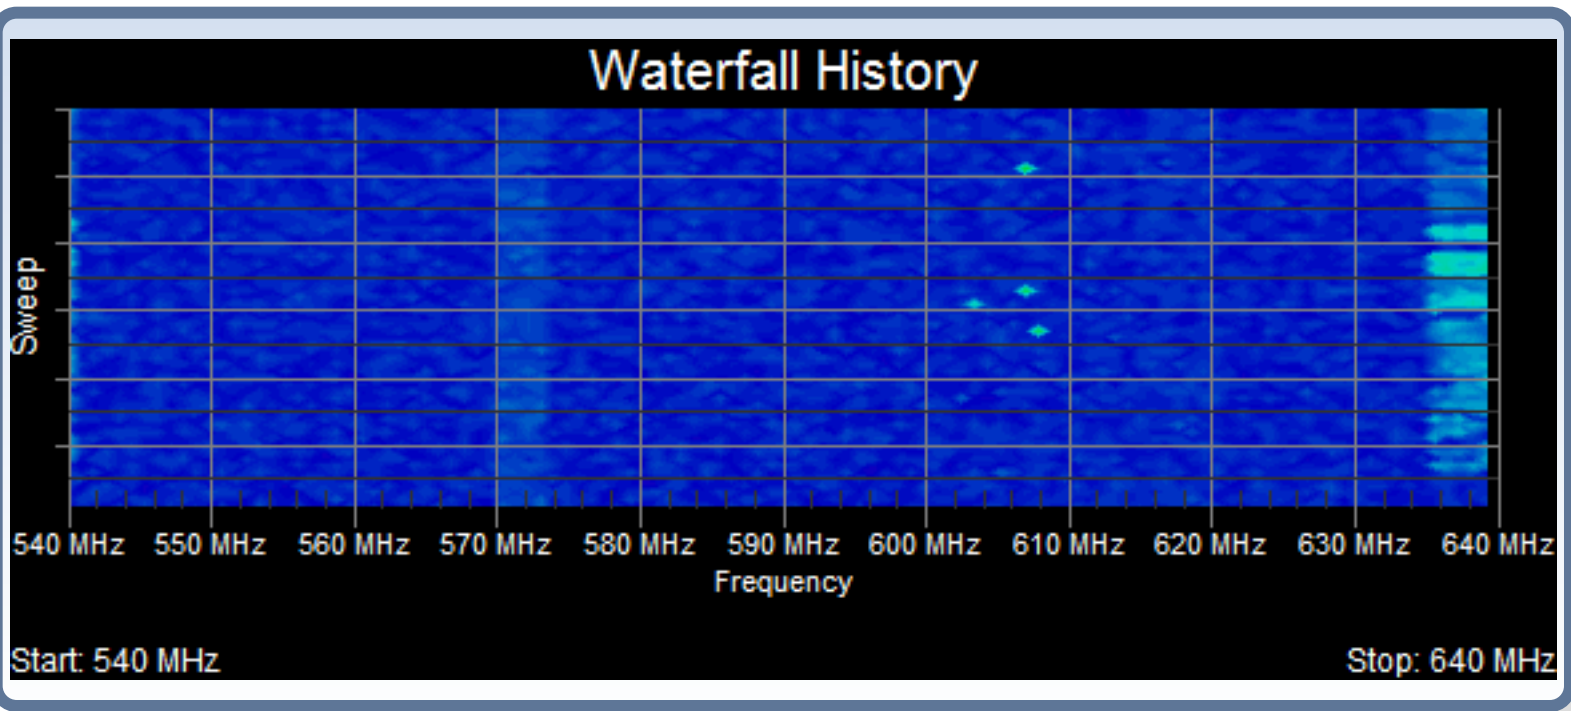 Waterfall History
Sweep
540 MHz 550 MHz 560 MHz 570 MHz 580 MHz 590 MHz 600 MHz 610 MHz 620 MHz 630 MHz 640 MHz
Frequency
Start: 540 MHz Stop: 640 MHz